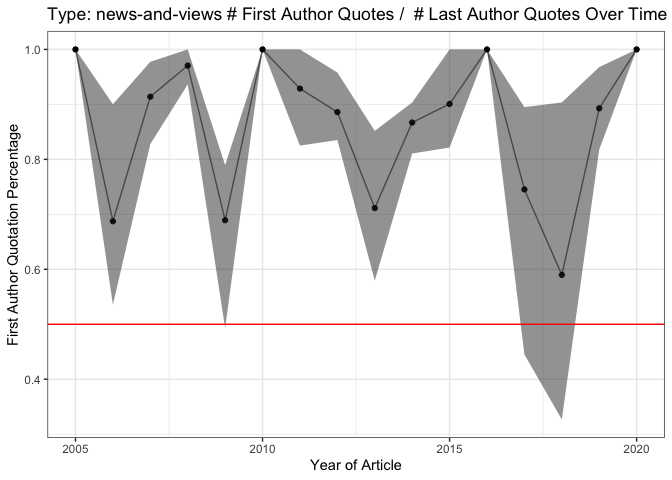 Type: news-and-views # First Author Quotes /  # Last Author Quotes Over Time
First Author Quotation Percentage
1.0
0.8
0.6
0.4
2005
2010
2015
2020
Year of Article